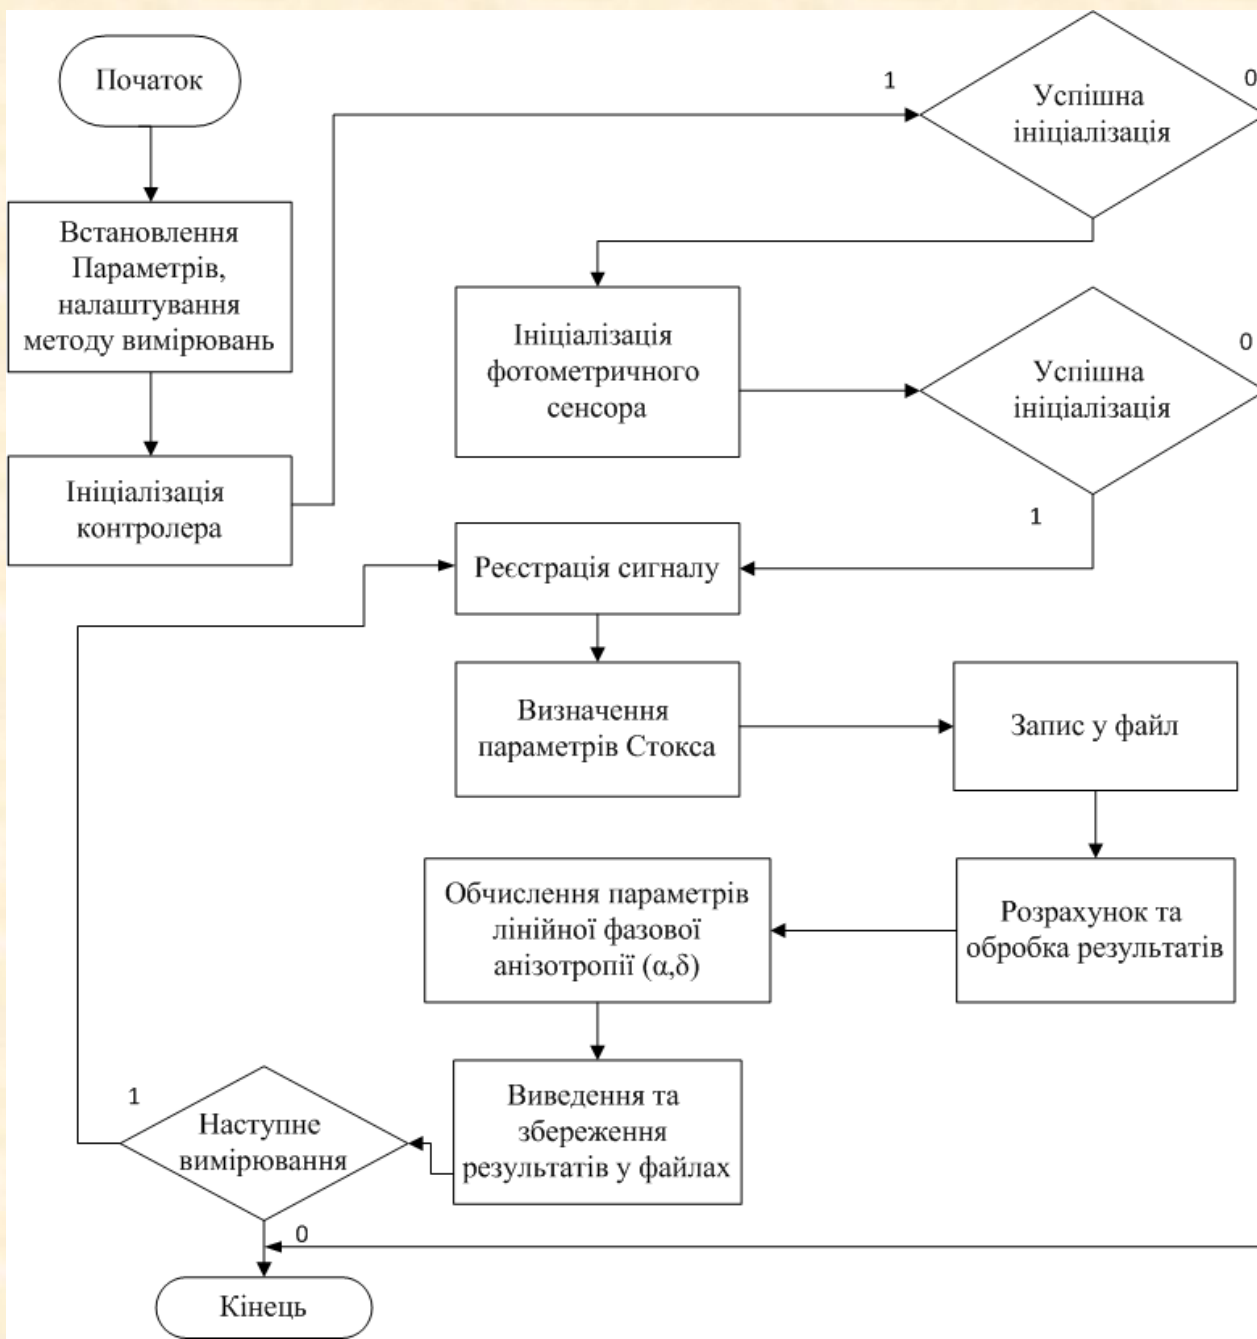 Початок
Встановлення
Параметрів,
налаштування
методу вимірювань
Ініціалізація
контролера
1
Успішна
ініціалізація
0
Ініціалізація
фотометричного
сенсора
Успішна
ініціалізація
0
1
Реєстрація сигналу
Визначення
параметрів Стокса
Запис у файл
Розрахунок та
обробка результатів
Обчислення параметрів
лінійної фазової
анізотропії (α,δ)
Виведення та
збереження
результатів у файлах
1
Наступне
вимірювання
0
Кінець